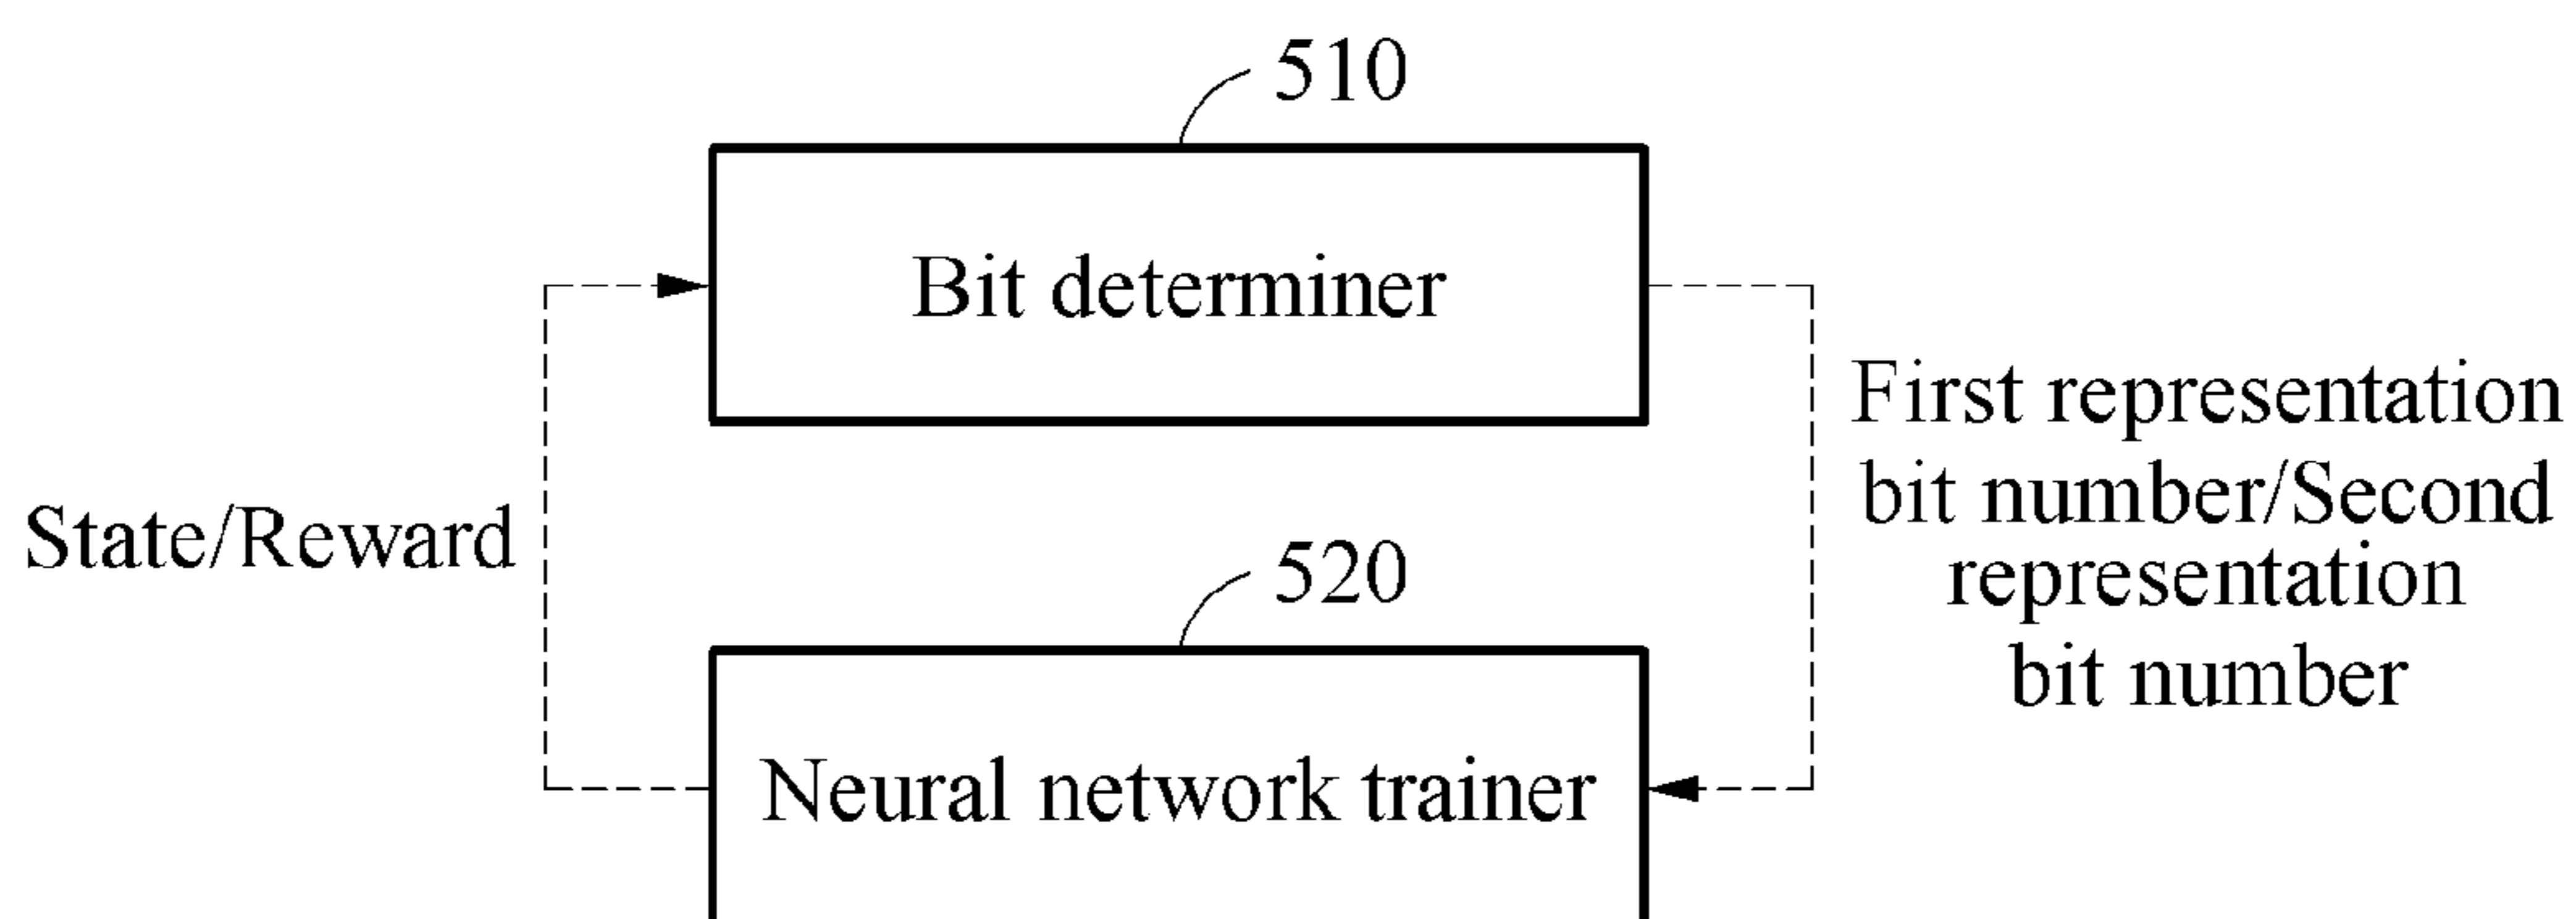 510
Bit determiner
First representation
bit number/Second
representation
bit number
State/Reward
520
Neural network trainer